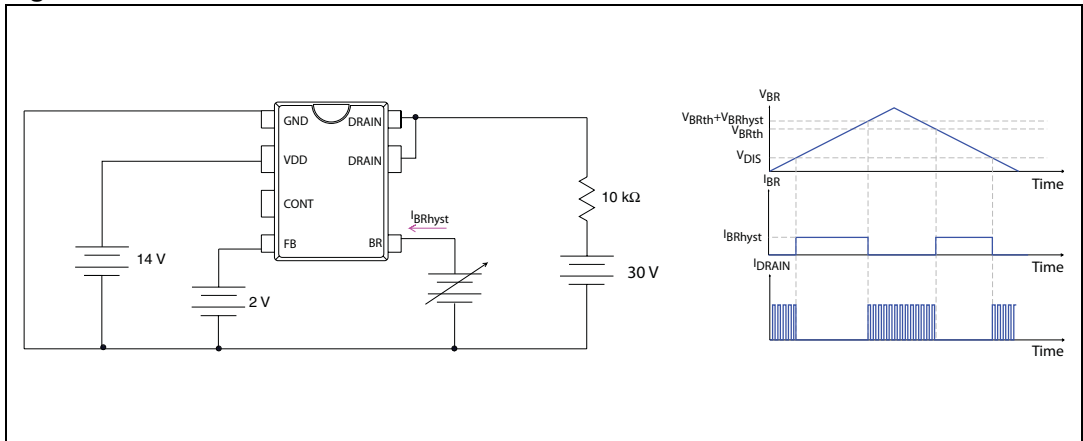 GND
DRAIN
VDD
DRAIN
CONT
FB
BR
IBRhyst
14 V
2 V
10 kΩ
30 V
VBR
VBRth+VBRhyst
VBRth
VDIS
Time
IBR
IBRhyst
Time
IDRAIN
Time